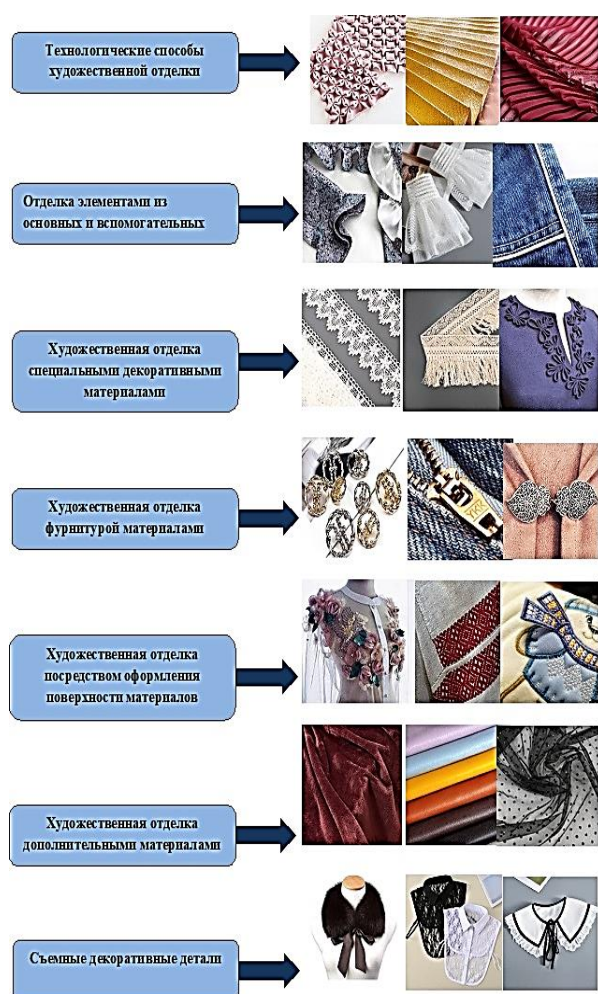 Технологические способы
художественной отделки
Отделка элементами из
основных и вспомогательных
Художественная отделка
специальными декоративными
материалами
Художественная отделка
фурнитурой материалами
YKK
Художественная отделка
посредством оформления
поверхности материалов
Художественная отделка
дополнительными материалами
Съемные декоративные детали